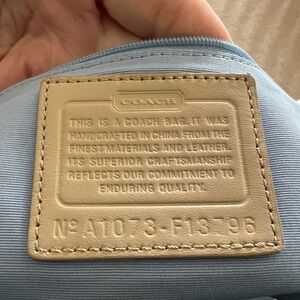 COACH
THIS IS A COACH BAG. IT WAS
HANDCRAFTED IN CHINA FROM THE
FINEST MATERIALS AND LEATHER.
ITS SUPERIOR CRAFTSMANSHIP
REFLECTS OUR COMMITMENT TO
ENDURING QUALITY.
Nº A1073-F13796